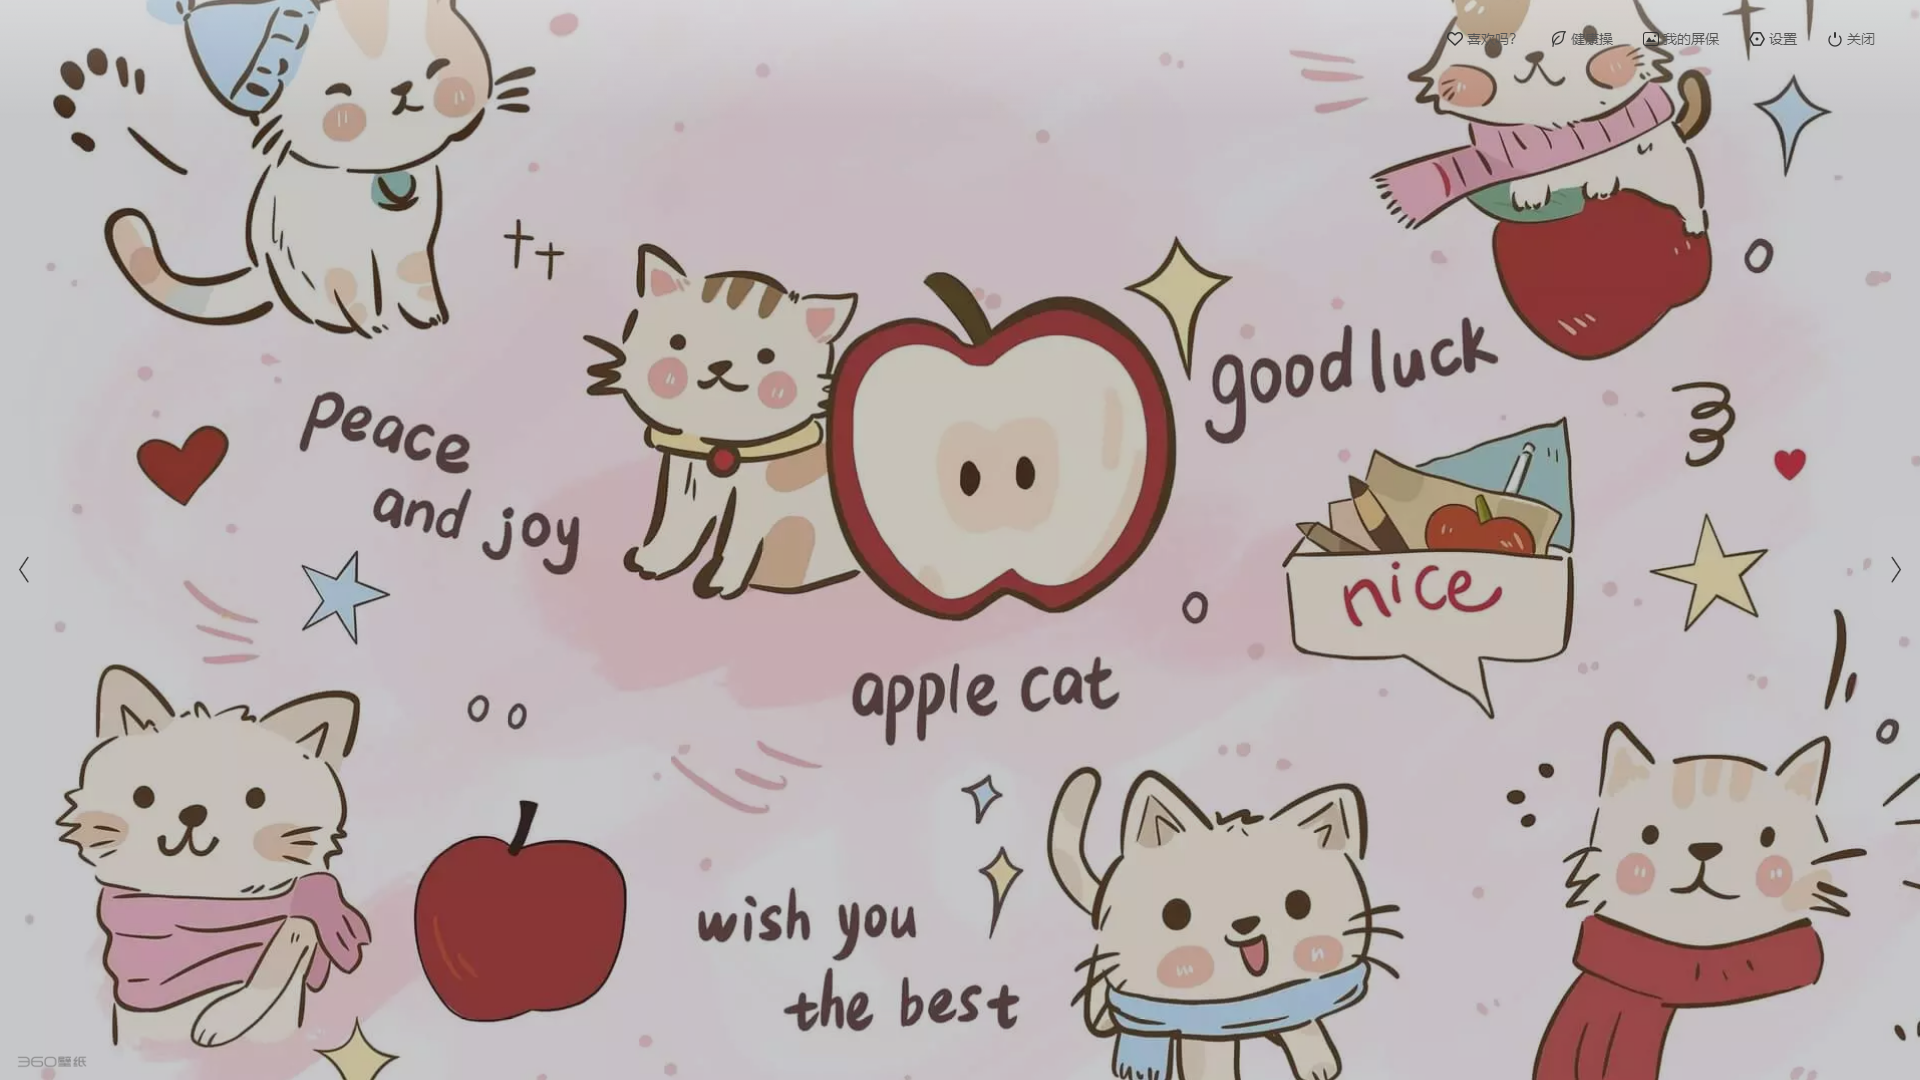 喜欢吗？
健康操
我的屏保
设置
关闭
good luck
peace
and joy
nice
apple cat
wish you
the best
360壁纸